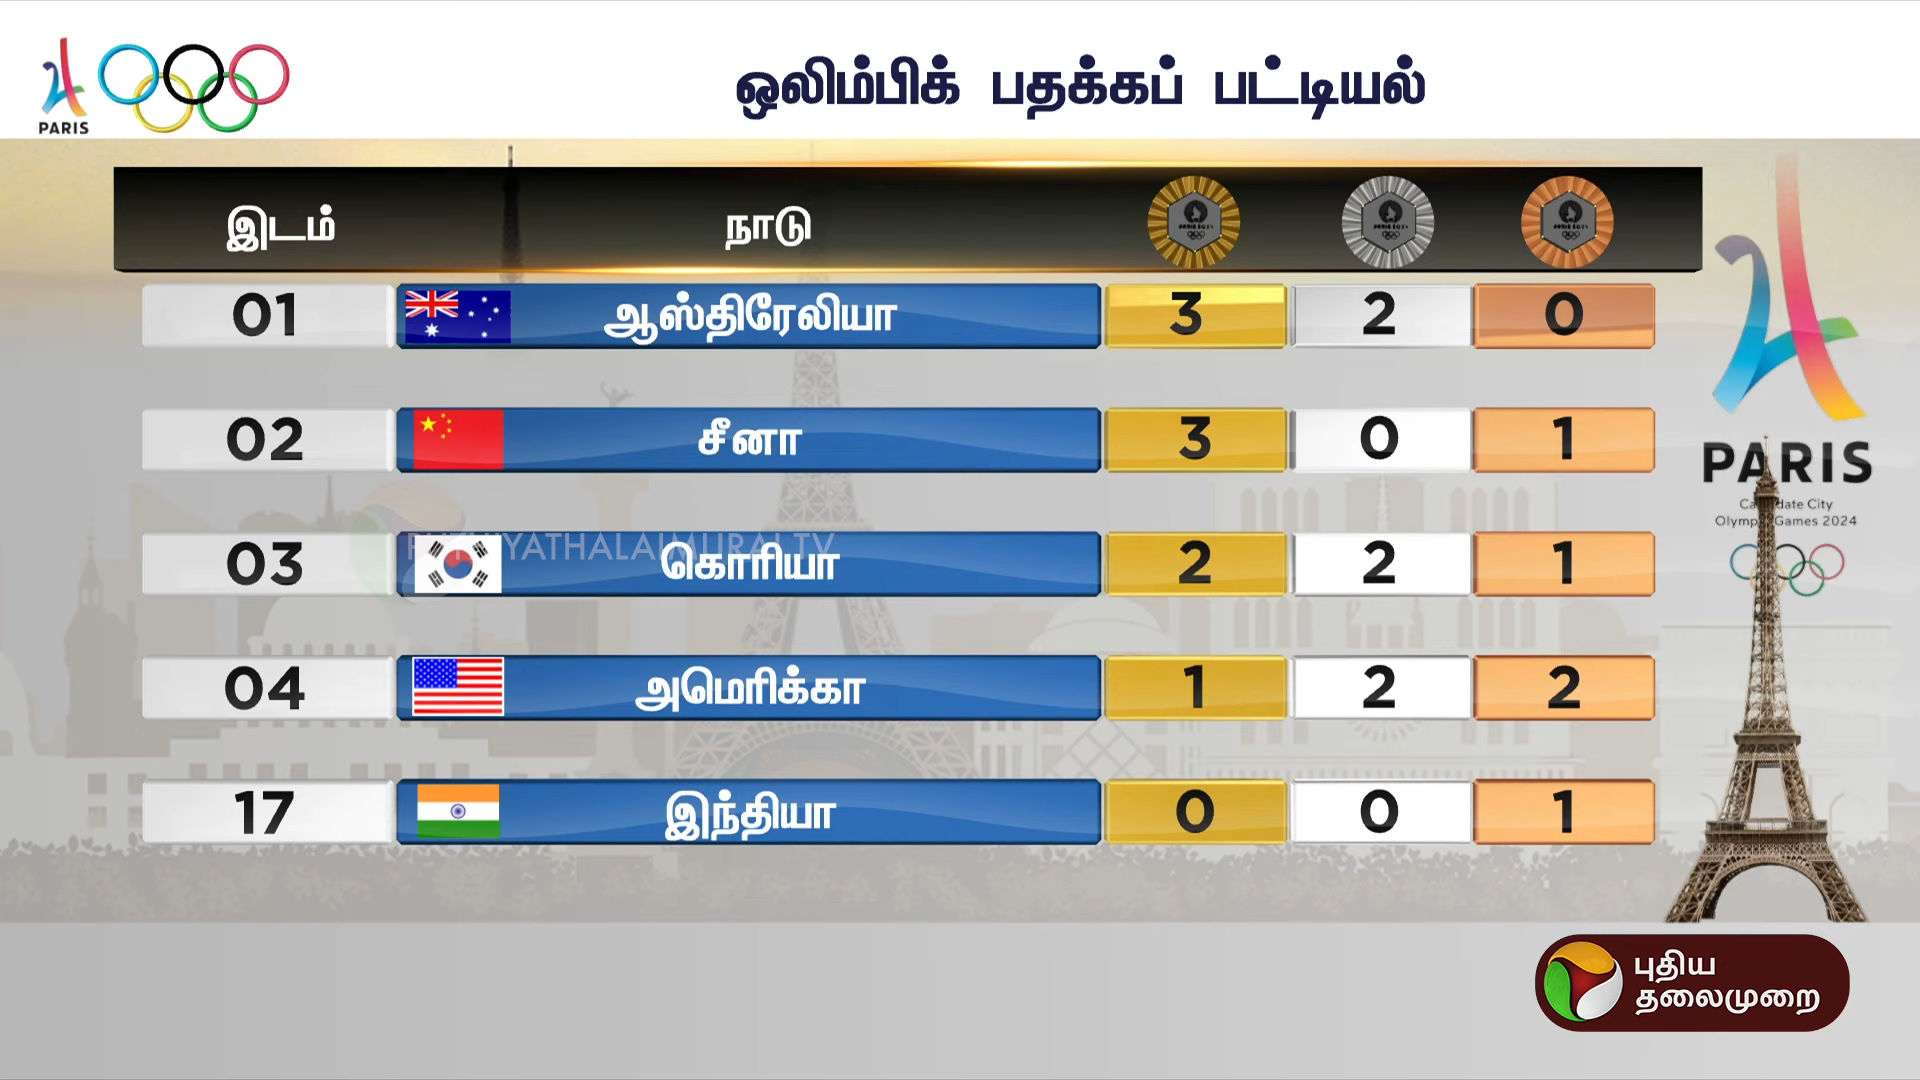 ஒலிம்பிக் பதக்கப் பட்டியல்
PARIS
இடம் நாடு
01 ஆஸ்திரேலியா 3 2 0
02 சீனா 3 0 1
03 கொரியா 2 2 1
04 அமெரிக்கா 1 2 2
17 இந்தியா 0 0 1
PARIS
Olympic Games 2024
புதிய
தலைமுறை